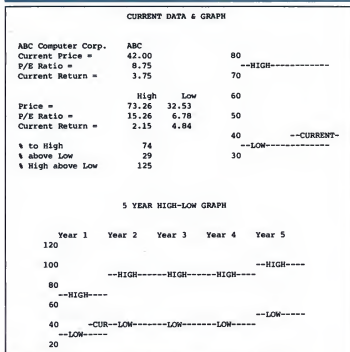 CURRENT DATA & GRAPH
ABC Computer Corp. ABC
Current Price = 42.00 80
P/E Ratio = 8.75 --HIGH-------------
Current Return = 3.75 70
High Low 60
Price = 73.26 32.53
P/E Ratio = 15.26 6.78 50
Current Return = 2.15 4.84
40 --CURRENT-
% to High 74 --LOW--------------
% above Low 29 30
% High above Low 125
5 YEAR HIGH-LOW GRAPH
Year 1 Year 2 Year 3 Year 4 Year 5
120
100 --HIGH----
--HIGH------HIGH-----HIGH----
80
--HIGH----
60
--LOW-----
40 -CUR--LOW-------LOW------LOW-----
--LOW-----
20